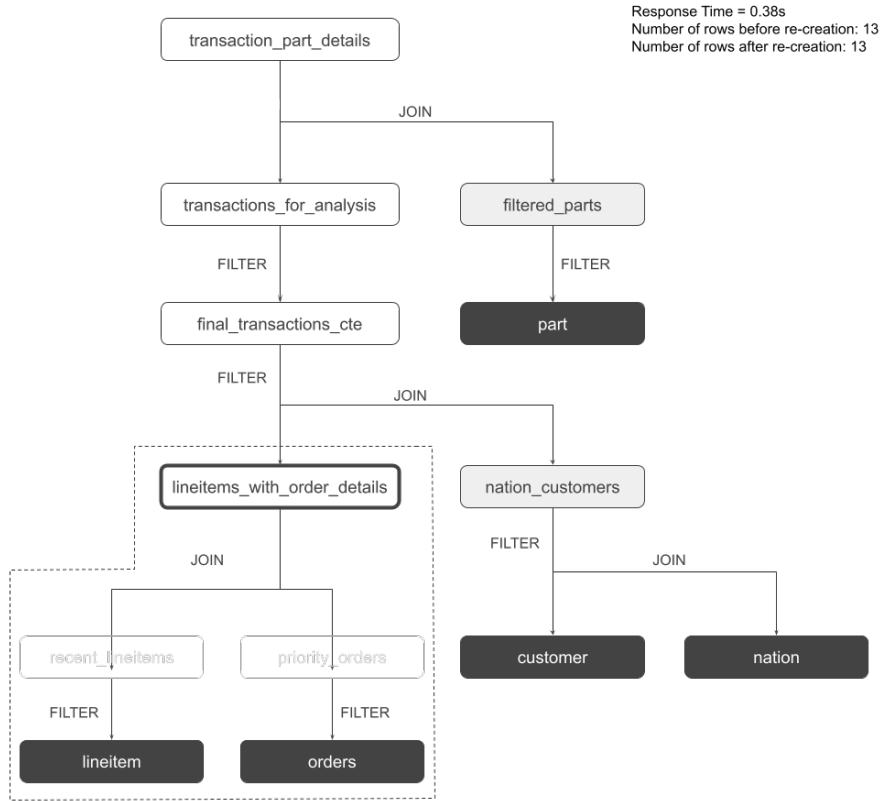 Response Time = 0.38s
Number of rows before re-creation: 13
Number of rows after re-creation: 13
transaction_part_details
JOIN
transactions_for_analysis
filtered_parts
FILTER
FILTER
final_transactions_cte
part
FILTER
JOIN
lineitems_with_order_details
nation_customers
FILTER
JOIN
JOIN
recent_lineitems
priority_orders
customer
nation
FILTER
FILTER
lineitem
orders